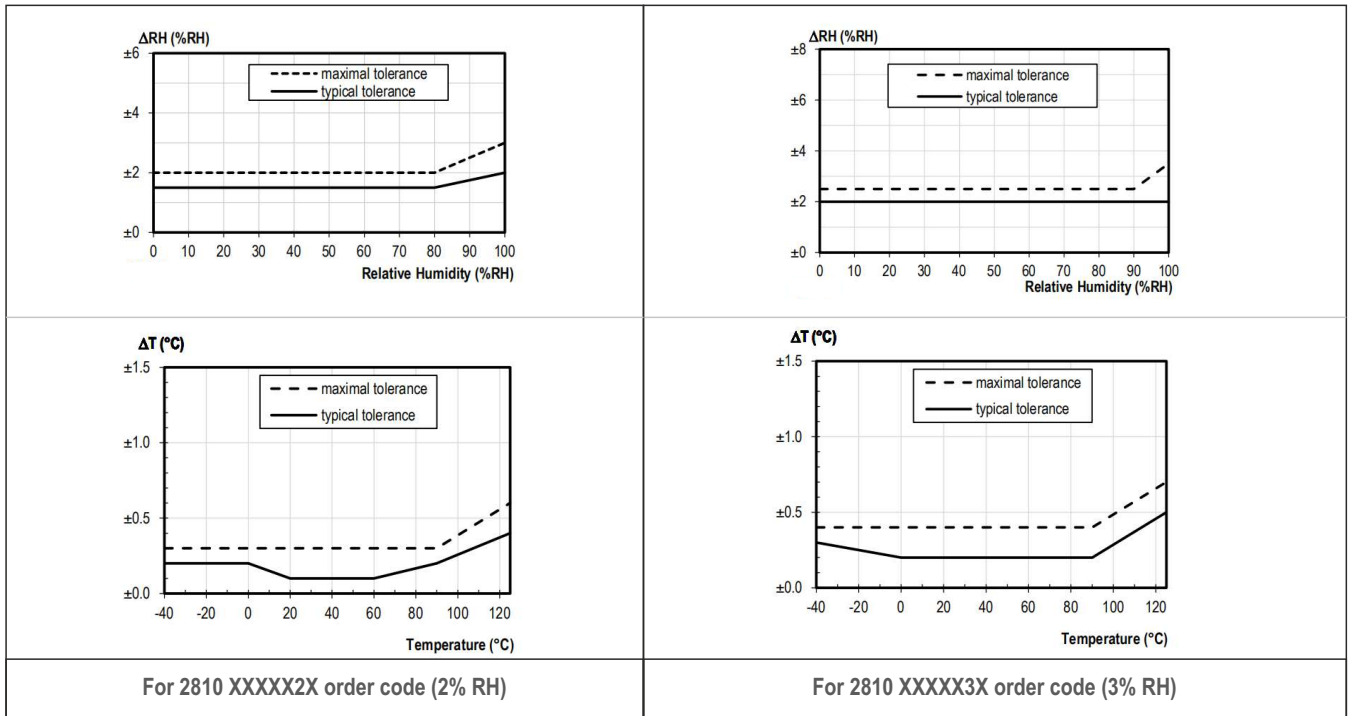 ΔRH (%RH)
±6
±4
±2
±0
maximal tolerance
typical tolerance
0 10 20 30 40 50 60 70 80 90 100
Relative Humidity (%RH)
ΔRH (%RH)
±8
±6
±4
±2
±0
maximal tolerance
typical tolerance
0 10 20 30 40 50 60 70 80 90 100
Relative Humidity (%RH)
ΔT (°C)
±1.5
±1.0
±0.5
±0.0
maximal tolerance
typical tolerance
-40 -20 0 20 40 60 80 100 120
Temperature (°C)
ΔT (°C)
±1.5
±1.0
±0.5
±0.0
maximal tolerance
typical tolerance
-40 -20 0 20 40 60 80 100 120
Temperature (°C)
For 2810 XXXXX2X order code (2% RH)
For 2810 XXXXX3X order code (3% RH)